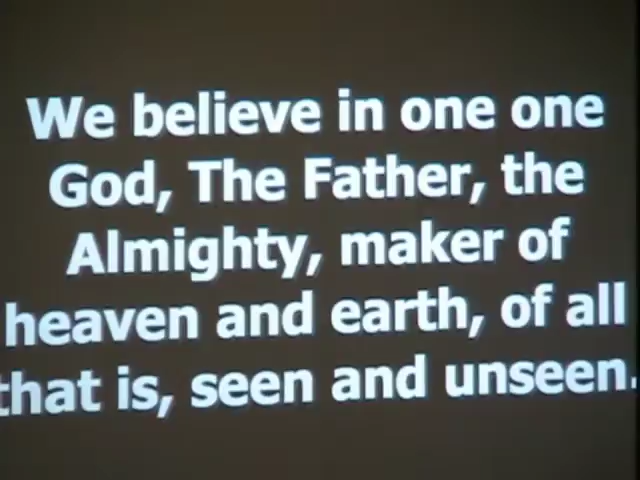 We believe in one one
God, The Father, the
Almighty, maker of
heaven and earth, of all
that is, seen and unseen.